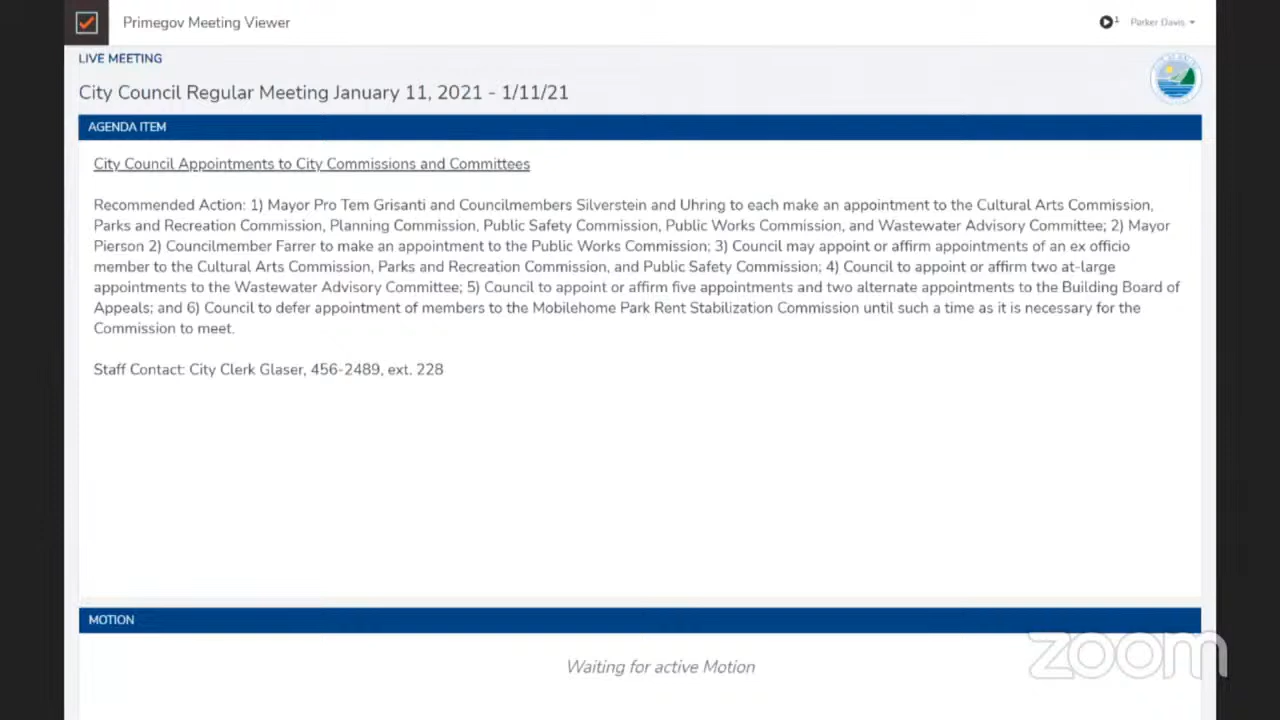 Primegov Meeting Viewer
1 Parker Davis
LIVE MEETING
City Council Regular Meeting January 11, 2021 - 1/11/21
AGENDA ITEM
City Council Appointments to City Commissions and Committees
Recommended Action: 1) Mayor Pro Tem Grisanti and Councilmembers Silverstein and Uhring to each make an appointment to the Cultural Arts Commission,
Parks and Recreation Commission, Planning Commission, Public Safety Commission, Public Works Commission, and Wastewater Advisory Committee; 2) Mayor
Pierson 2) Councilmember Farrer to make an appointment to the Public Works Commission; 3) Council may appoint or affirm appointments of an ex officio
member to the Cultural Arts Commission, Parks and Recreation Commission, and Public Safety Commission; 4) Council to appoint or affirm two at-large
appointments to the Wastewater Advisory Committee; 5) Council to appoint or affirm five appointments and two alternate appointments to the Building Board of
Appeals; and 6) Council to defer appointment of members to the Mobilehome Park Rent Stabilization Commission until such a time as it is necessary for the
Commission to meet.
Staff Contact: City Clerk Glaser, 456-2489, ext. 228
MOTION
Waiting for active Motion
zoom